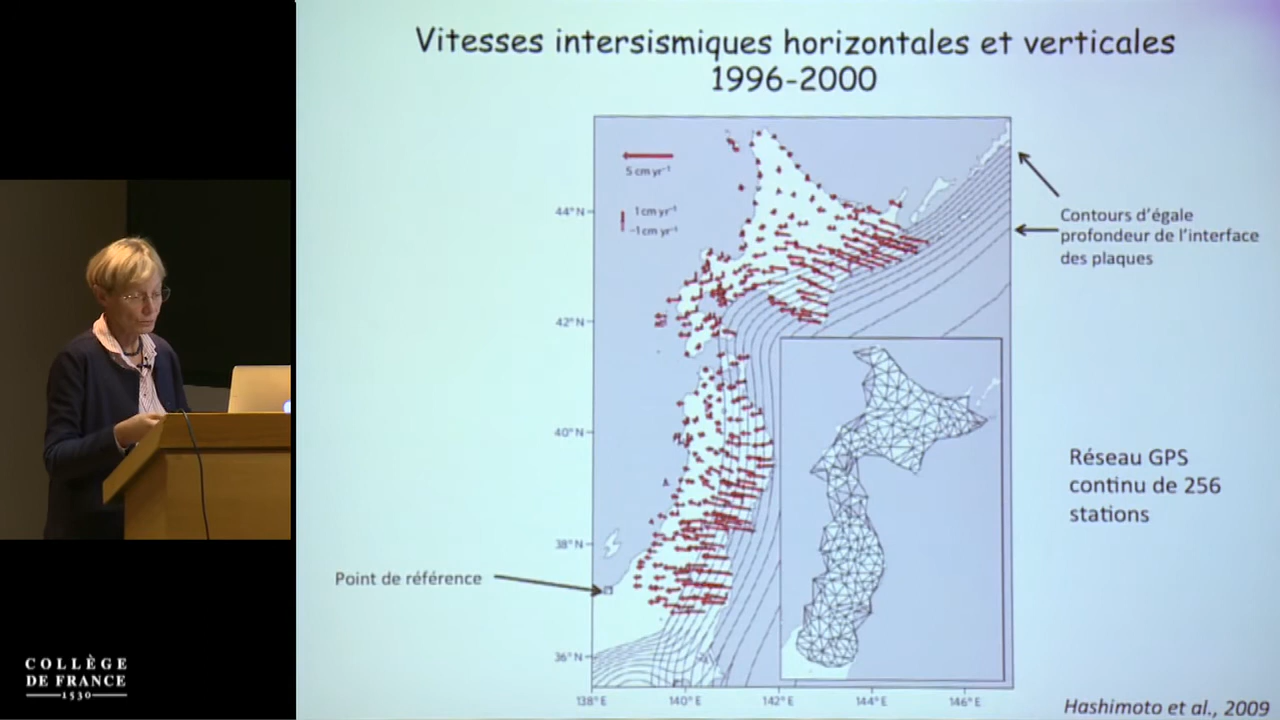 Vitesses intersismiques horizontales et verticales
1996-2000
5 cm yr⁻¹
1 cm yr⁻¹
-1 cm yr⁻¹
44°N
42°N
40°N
38°N
36°N
138°E
140°E
142°E
144°E
146°E
Contours d'égale
profondeur de l'interface
des plaques
Réseau GPS
continu de 256
stations
Point de référence
Hashimoto et al., 2009
COLLÈGE
DE FRANCE
1530